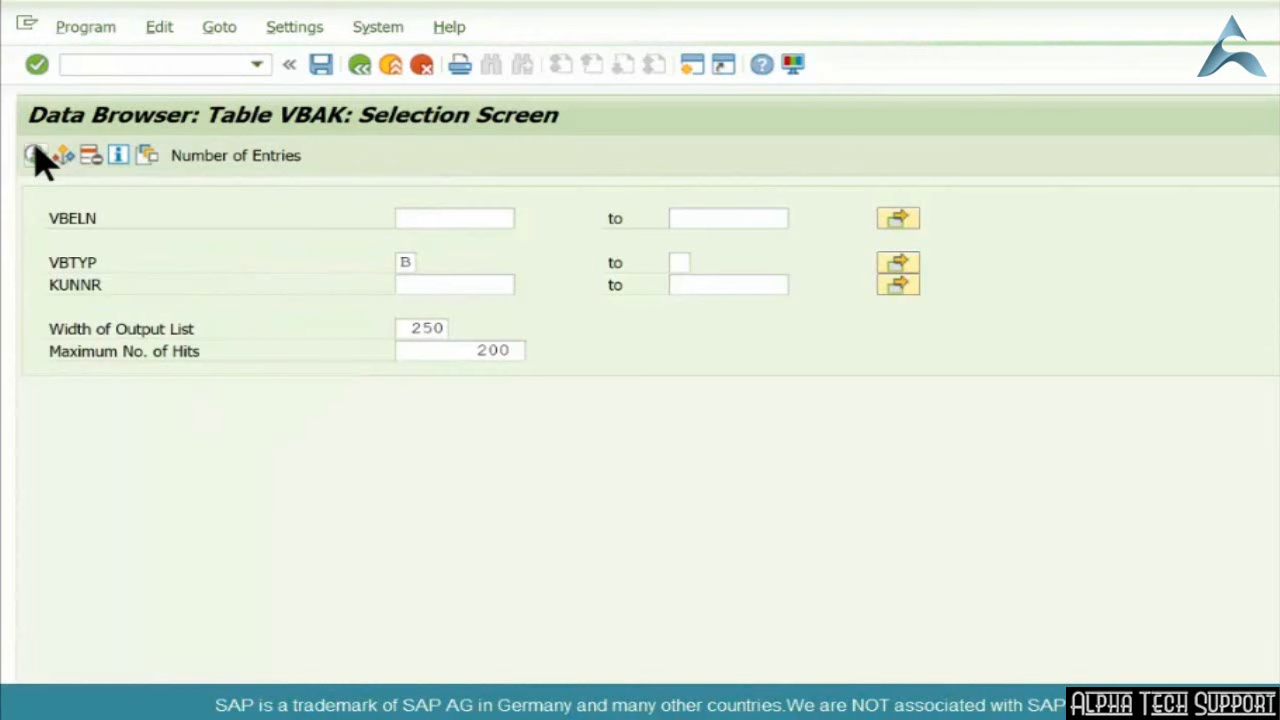 Program Edit Goto Settings System Help
Data Browser: Table VBAK: Selection Screen
Number of Entries
VBELN to
VBTYP B to
KUNNR to
Width of Output List 250
Maximum No. of Hits 200
SAP is a trademark of SAP AG in Germany and many other countries.We are NOT associated with SAP
ALPHA TECH SUPPORT